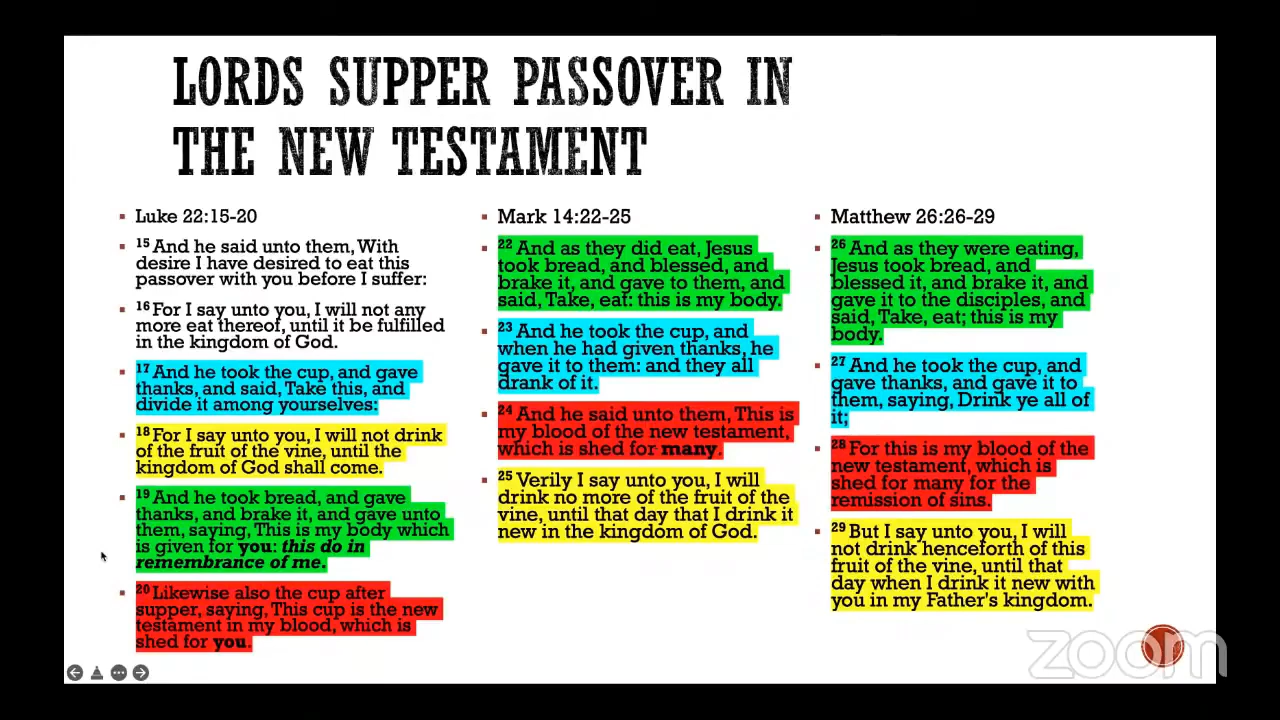 LORDS SUPPER PASSOVER IN
THE NEW TESTAMENT
Luke 22:15-20
15 And he said unto them, With
desire I have desired to eat this
passover with you before I suffer:
16 For I say unto you, I will not any
more eat thereof, until it be fulfilled
in the kingdom of God.
17 And he took the cup, and gave
thanks, and said, Take this, and
divide it among yourselves:
18 For I say unto you, I will not drink
of the fruit of the vine, until the
kingdom of God shall come.
19 And he took bread, and gave
thanks, and brake it, and gave unto
them, saying, This is my body which
is given for you: this do in
remembrance of me.
20 Likewise also the cup after
supper, saying, This cup is the new
testament in my blood, which is
shed for you.
Mark 14:22-25
22 And as they did eat, Jesus
took bread, and blessed, and
brake it, and gave to them, and
said, Take, eat: this is my body.
23 And he took the cup, and
when he had given thanks, he
gave it to them: and they all
drank of it.
24 And he said unto them, This is
my blood of the new testament,
which is shed for many.
25 Verily I say unto you, I will
drink no more of the fruit of the
vine, until that day that I drink it
new in the kingdom of God.
Matthew 26:26-29
26 And as they were eating,
Jesus took bread, and
blessed it, and brake it, and
gave it to the disciples, and
said, Take, eat; this is my
body.
27 And he took the cup, and
gave thanks, and gave it to
them, saying, Drink ye all of
it;
28 For this is my blood of the
new testament, which is
shed for many for the
remission of sins.
29 But I say unto you, I will
not drink henceforth of this
fruit of the vine, until that
day when I drink it new with
you in my Father's kingdom.
zoom